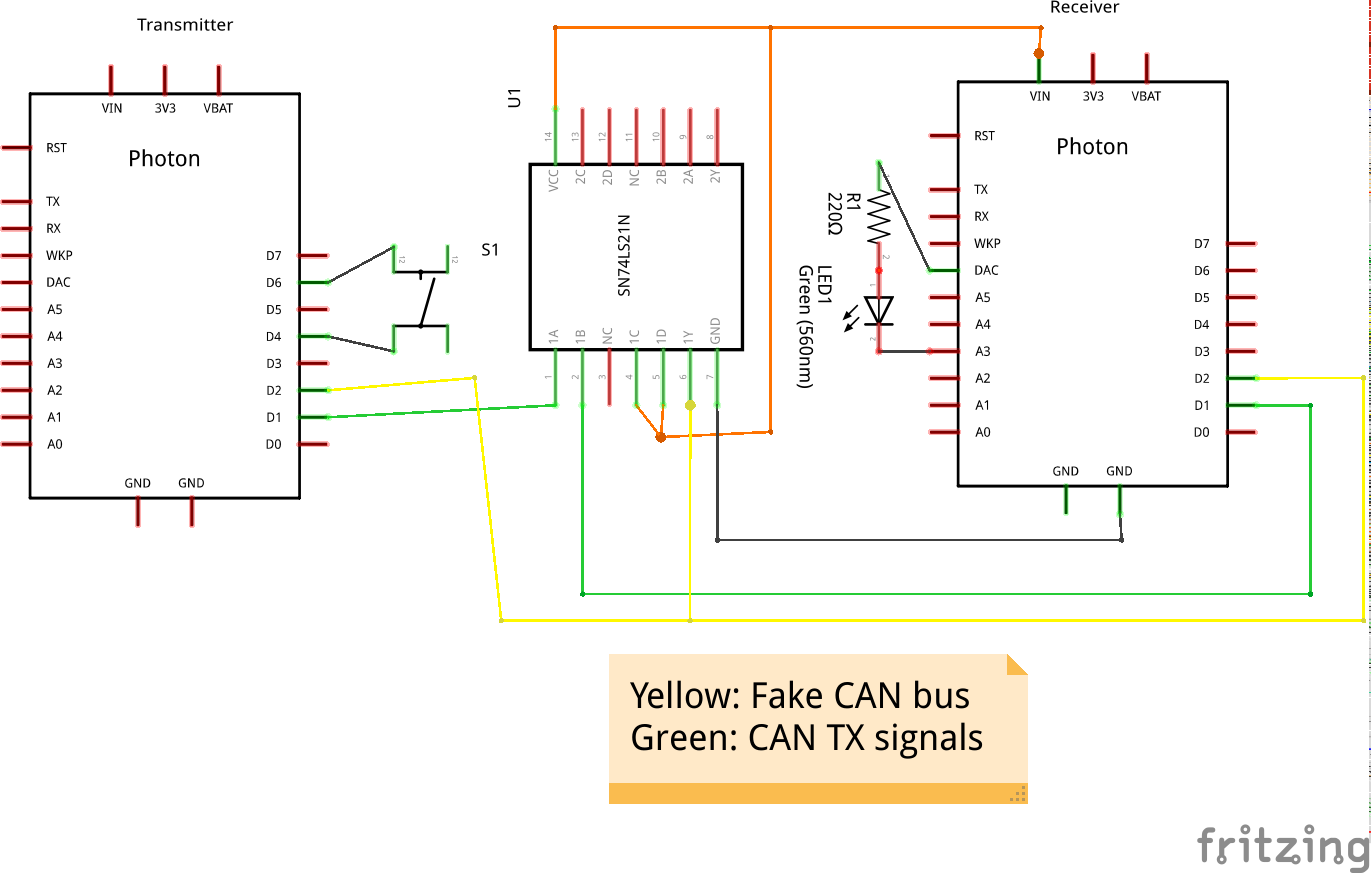 Transmitter
VIN
3V3
VBAT
Photon
RST
TX
RX
WKP
DAC
A5
A4
A3
A2
A1
A0
D7
D6
D5
D4
D3
D2
D1
D0
GND
GND
S1
12
12
U1
14
13
12
11
10
9
8
VCC
2C
2D
NC
2B
2A
2Y
SN74LS21N
1A
1B
NC
1C
1D
1Y
GND
1
2
3
4
5
6
7
R1
220Ω
2
LED1
Green (560nm)
1
2
Receiver
VIN
3V3
VBAT
Photon
RST
TX
RX
WKP
DAC
A5
A4
A3
A2
A1
A0
D7
D6
D5
D4
D3
D2
D1
D0
GND
GND
Yellow: Fake CAN bus
Green: CAN TX signals
fritzing